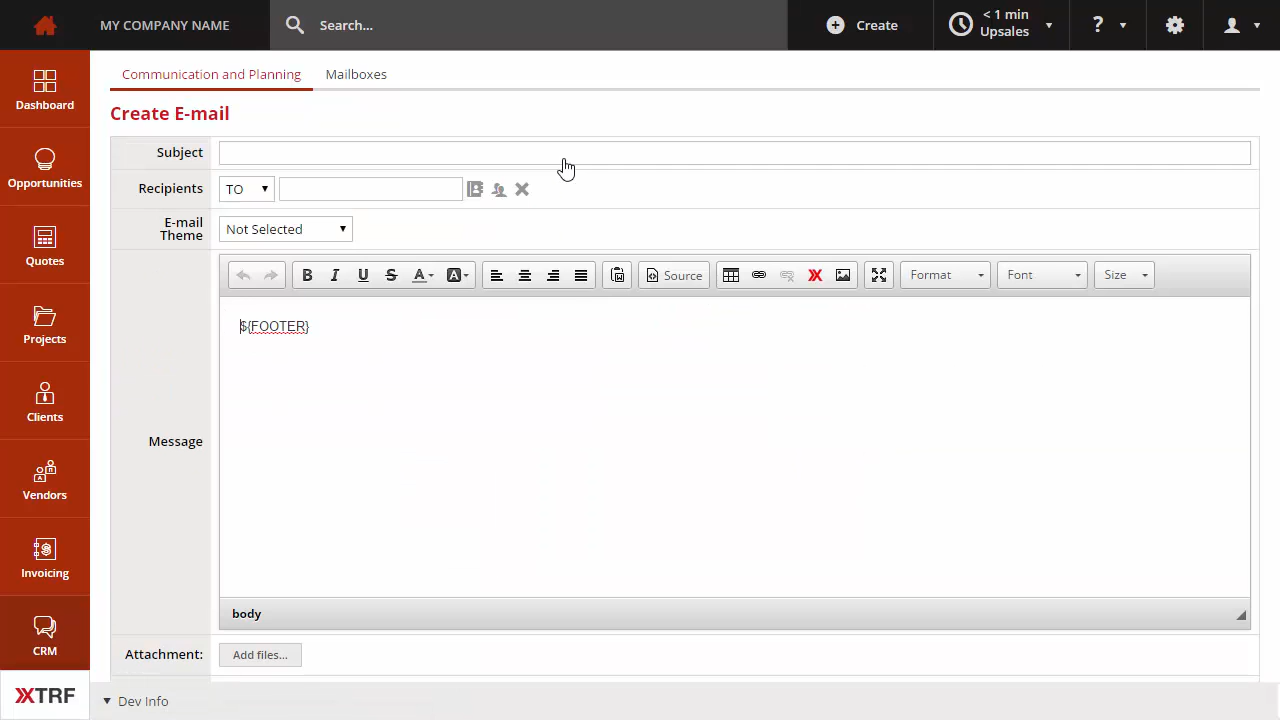 MY COMPANY NAME
Search...
Create
< 1 min
Upsales
?
Dashboard
Opportunities
Quotes
Projects
Clients
Vendors
Invoicing
CRM
XTRF
Communication and Planning
Mailboxes
Create E-mail
Subject
Recipients
TO
E-mail
Theme
Not Selected
B I U S A A
Source
Format
Font
Size
Message
${FOOTER}
body
Attachment:
Add files...
Dev Info